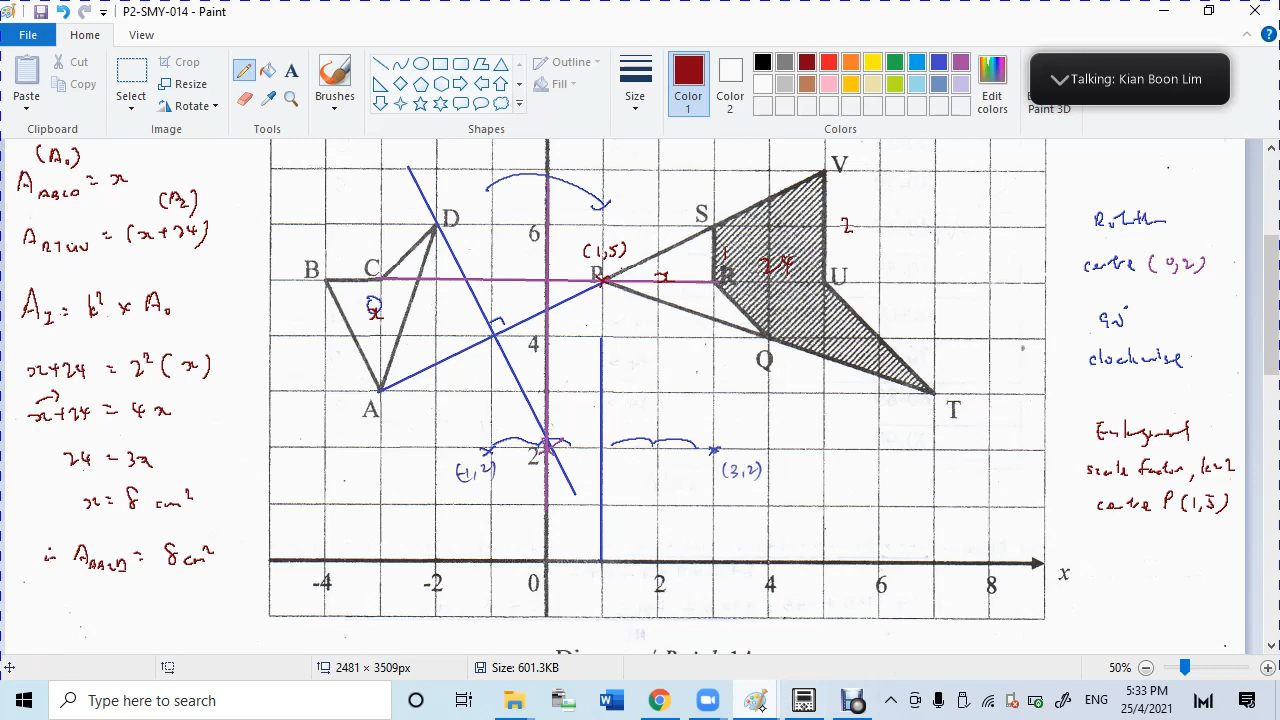 P2-SMY-014 - Paint
File
Home
View
Paste
Cut
Copy
Clipboard
Select
Crop
Resize
Rotate
Image
Tools
Brushes
Shapes
Outline
Fill
Size
Color 1
Color 2
Colors
Edit colors
Paint 3D
Talking: Kian Boon Lim
(A₀)
= x
(A₂)
= (x+24)
= k² × A₀
x+24 = 2² (x)
x+24 = 4x
24 = 3x
x = 8 cm²
= 8 cm²
V
S
D
6
(1,5)
2
1
B
C
R
x
24
U
x
4
Q
A
T
2
(-1,2)
(3,2)
-4
-2
0
2
4
6
8
x
Rotation
centre (0,2)
90°
clockwise
Enlargement
scale factor, k=2
centre P (1,5)
2481 × 3509px
Size: 601.3KB
50%
Type here to search
ENG
5:33 PM
25/4/2021